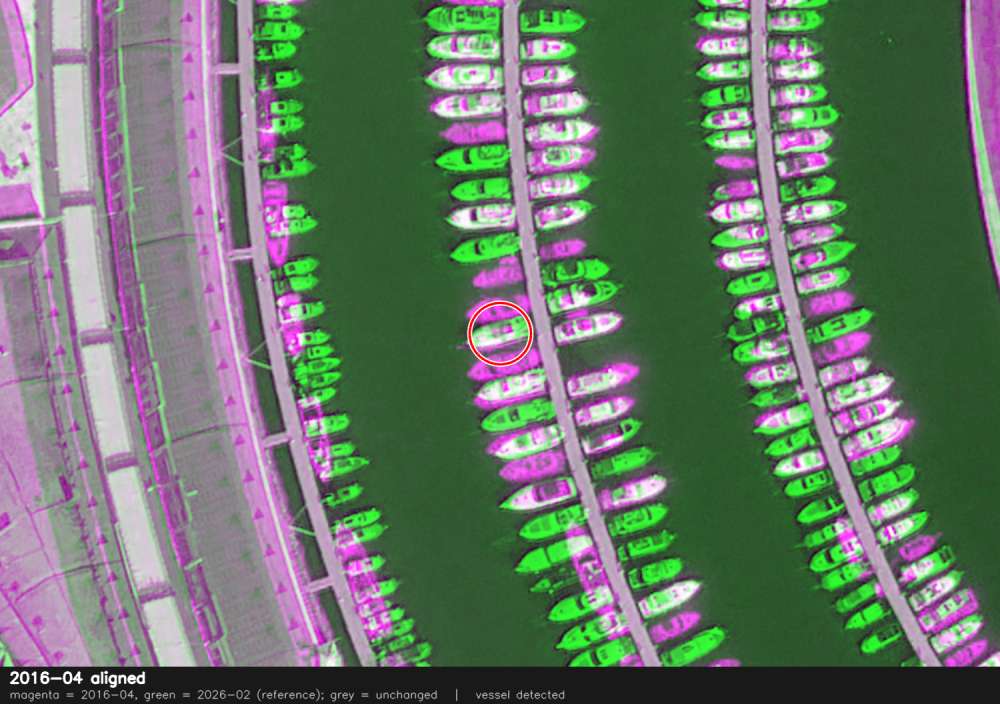 2016-04 aligned
magenta = 2016-04, green = 2026-02 (reference); grey = unchanged | vessel detected